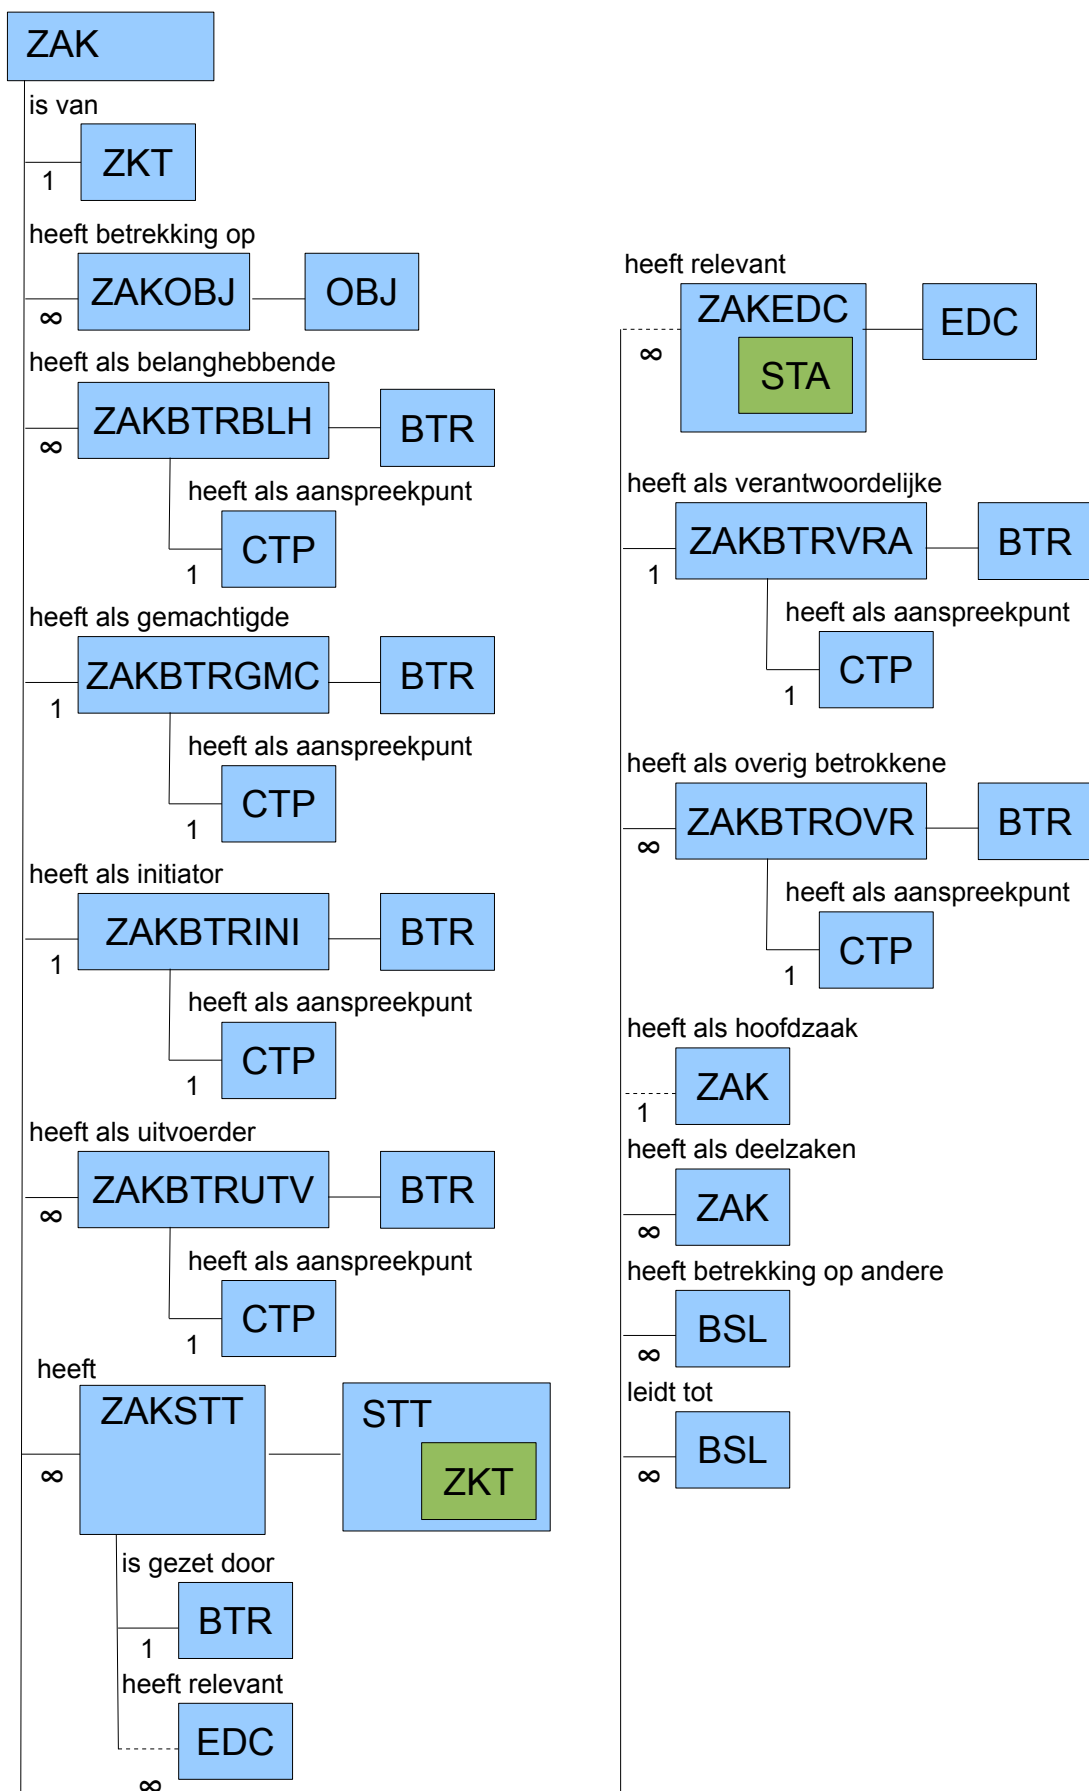 ZAK
is van
ZKT
1
heeft betrekking op
ZAKOBJ
OBJ
∞
heeft als belanghebbende
ZAKBTRBLH
BTR
∞
heeft als aanspreekpunt
CTP
1
heeft als gemachtigde
ZAKBTRGMC
BTR
1
heeft als aanspreekpunt
CTP
1
heeft als initiator
ZAKBTRINI
BTR
1
heeft als aanspreekpunt
CTP
1
heeft als uitvoerder
ZAKBTRUTV
BTR
∞
heeft als aanspreekpunt
CTP
1
heeft
ZAKSTT
STT
ZKT
∞
is gezet door
BTR
1
heeft relevant
EDC
∞
heeft relevant
ZAKEDC
EDC
∞
STA
heeft als verantwoordelijke
ZAKBTRVRA
BTR
1
heeft als aanspreekpunt
CTP
1
heeft als overig betrokkene
ZAKBTROVR
BTR
∞
heeft als aanspreekpunt
CTP
1
heeft als hoofdzaak
ZAK
1
heeft als deelzaken
ZAK
∞
heeft betrekking op andere
BSL
∞
leidt tot
BSL
∞